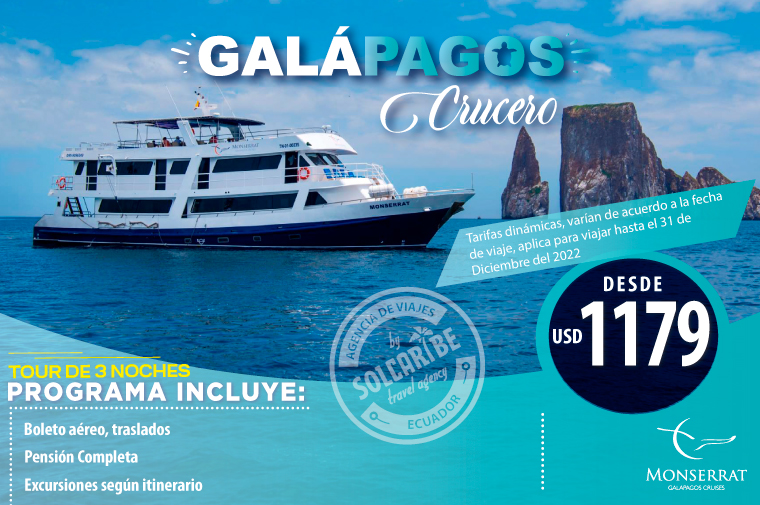 GALÁPAGOS
Crucero
MONSERRAT
MONSERRAT
Tarifas dinámicas, varían de acuerdo a la fecha
de viaje, aplica para viajar hasta el 31 de
Diciembre del 2022
DESDE
USD 1179
AGENCIA DE VIAJES
by
SOLCARIBE
travel agency
ECUADOR
TOUR DE 3 NOCHES
PROGRAMA INCLUYE:
Boleto aéreo, traslados
Pensión Completa
Excursiones según itinerario
MONSERRAT
GALAPAGOS CRUISES